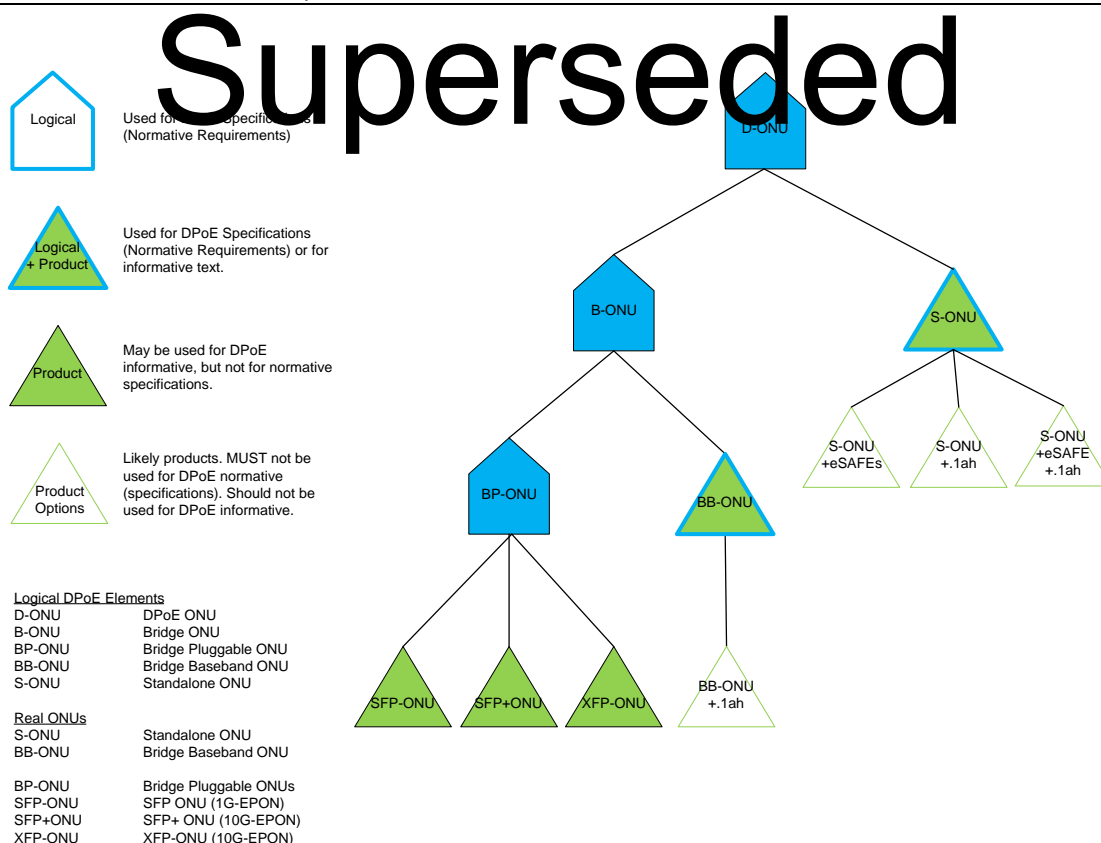 Superseded
Logical
Used for DPoE Specifications
(Normative Requirements)
Logical
+ Product
Used for DPoE Specifications
(Normative Requirements) or for
informative text.
Product
May be used for DPoE
informative, but not for normative
specifications.
Product
Options
Likely products. MUST not be
used for DPoE normative
(specifications). Should not be
used for DPoE informative.
D-ONU
B-ONU
S-ONU
S-ONU
+eSAFEs
S-ONU
+.1ah
S-ONU
+eSAFE
+.1ah
BP-ONU
BB-ONU
SFP-ONU
SFP+ONU
XFP-ONU
BB-ONU
+.1ah
Logical DPoE Elements
D-ONU DPoE ONU
B-ONU Bridge ONU
BP-ONU Bridge Pluggable ONU
BB-ONU Bridge Baseband ONU
S-ONU Standalone ONU
Real ONUs
S-ONU Standalone ONU
BB-ONU Bridge Baseband ONU
BP-ONU Bridge Pluggable ONUs
SFP-ONU SFP ONU (1G-EPON)
SFP+ONU SFP+ ONU (10G-EPON)
XFP-ONU XFP-ONU (10G-EPON)